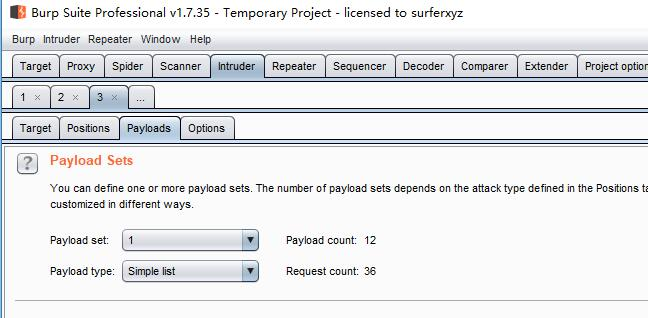 Burp Suite Professional v1.7.35 - Temporary Project - licensed to surferxyz
Burp Intruder Repeater Window Help
Target Proxy Spider Scanner Intruder Repeater Sequencer Decoder Comparer Extender Project option
1 × 2 × 3 × ...
Target Positions Payloads Options
? Payload Sets
You can define one or more payload sets. The number of payload sets depends on the attack type defined in the Positions ta
customized in different ways.
Payload set: 1 Payload count: 12
Payload type: Simple list Request count: 36